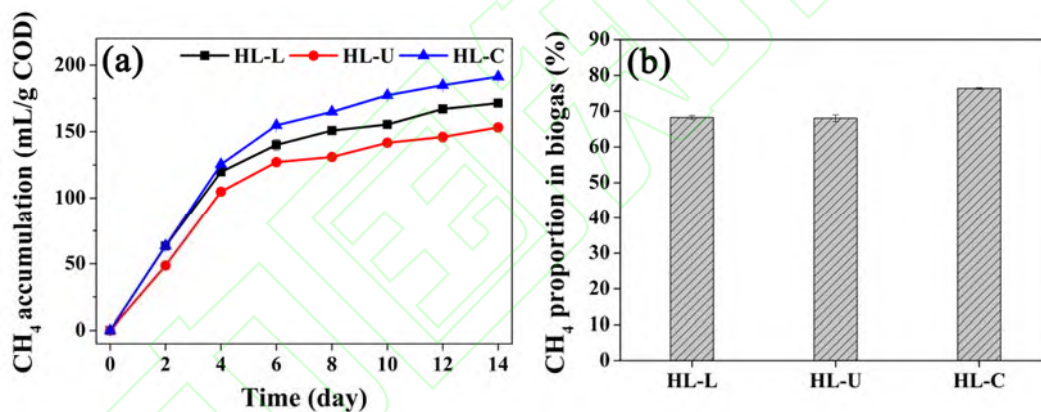 (a)
HL-L HL-U HL-C
CH₄ accumulation (mL/g COD)
200
150
100
50
0
0 2 4 6 8 10 12 14
Time (day)
(b)
CH₄ proportion in biogas (%)
90
80
70
60
50
40
30
20
10
0
HL-L HL-U HL-C